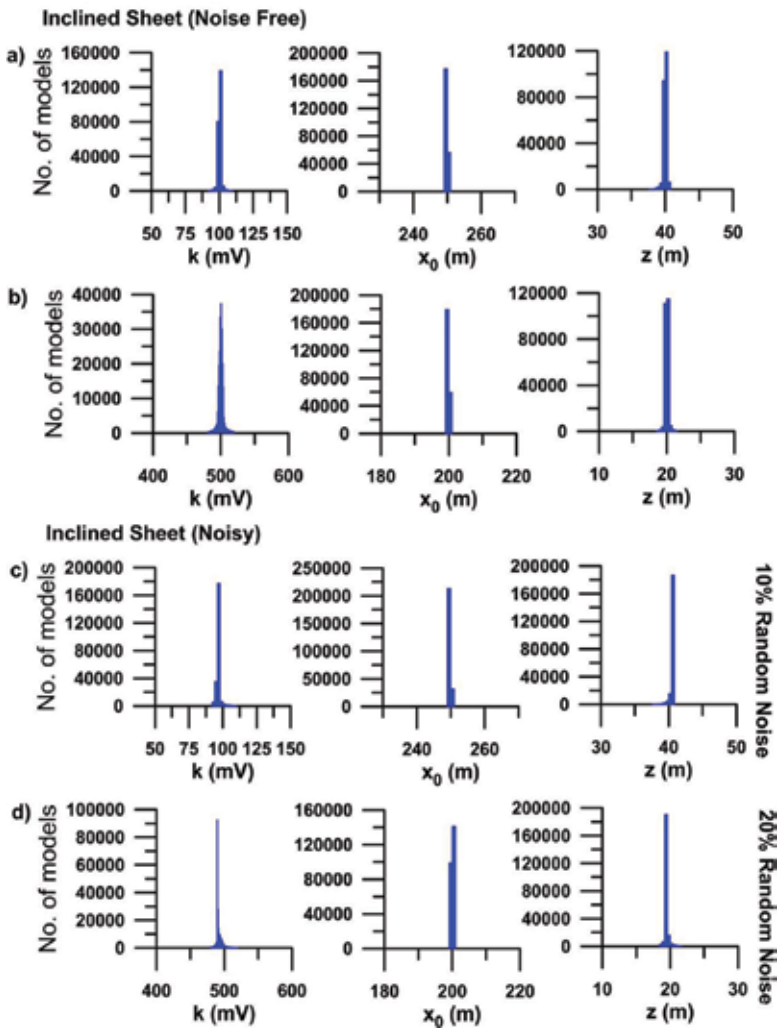 Inclined Sheet (Noise Free)
a)
No. of models
160000
120000
80000
40000
0
50 75 100 125 150
k (mV)
200000
160000
120000
80000
40000
0
240 260
x0 (m)
120000
80000
40000
0
30 40 50
z (m)
b)
No. of models
40000
30000
20000
10000
0
400 500 600
k (mV)
200000
160000
120000
80000
40000
0
180 200 220
x0 (m)
120000
80000
40000
0
10 20 30
z (m)
Inclined Sheet (Noisy)
c)
No. of models
200000
160000
120000
80000
40000
0
50 75 100 125 150
k (mV)
250000
200000
150000
100000
50000
0
240 260
x0 (m)
200000
160000
120000
80000
40000
0
30 40 50
z (m)
10% Random Noise
d)
No. of models
100000
80000
60000
40000
20000
0
400 500 600
k (mV)
160000
120000
80000
40000
0
180 200 220
x0 (m)
200000
160000
120000
80000
40000
0
10 20 30
z (m)
20% Random Noise